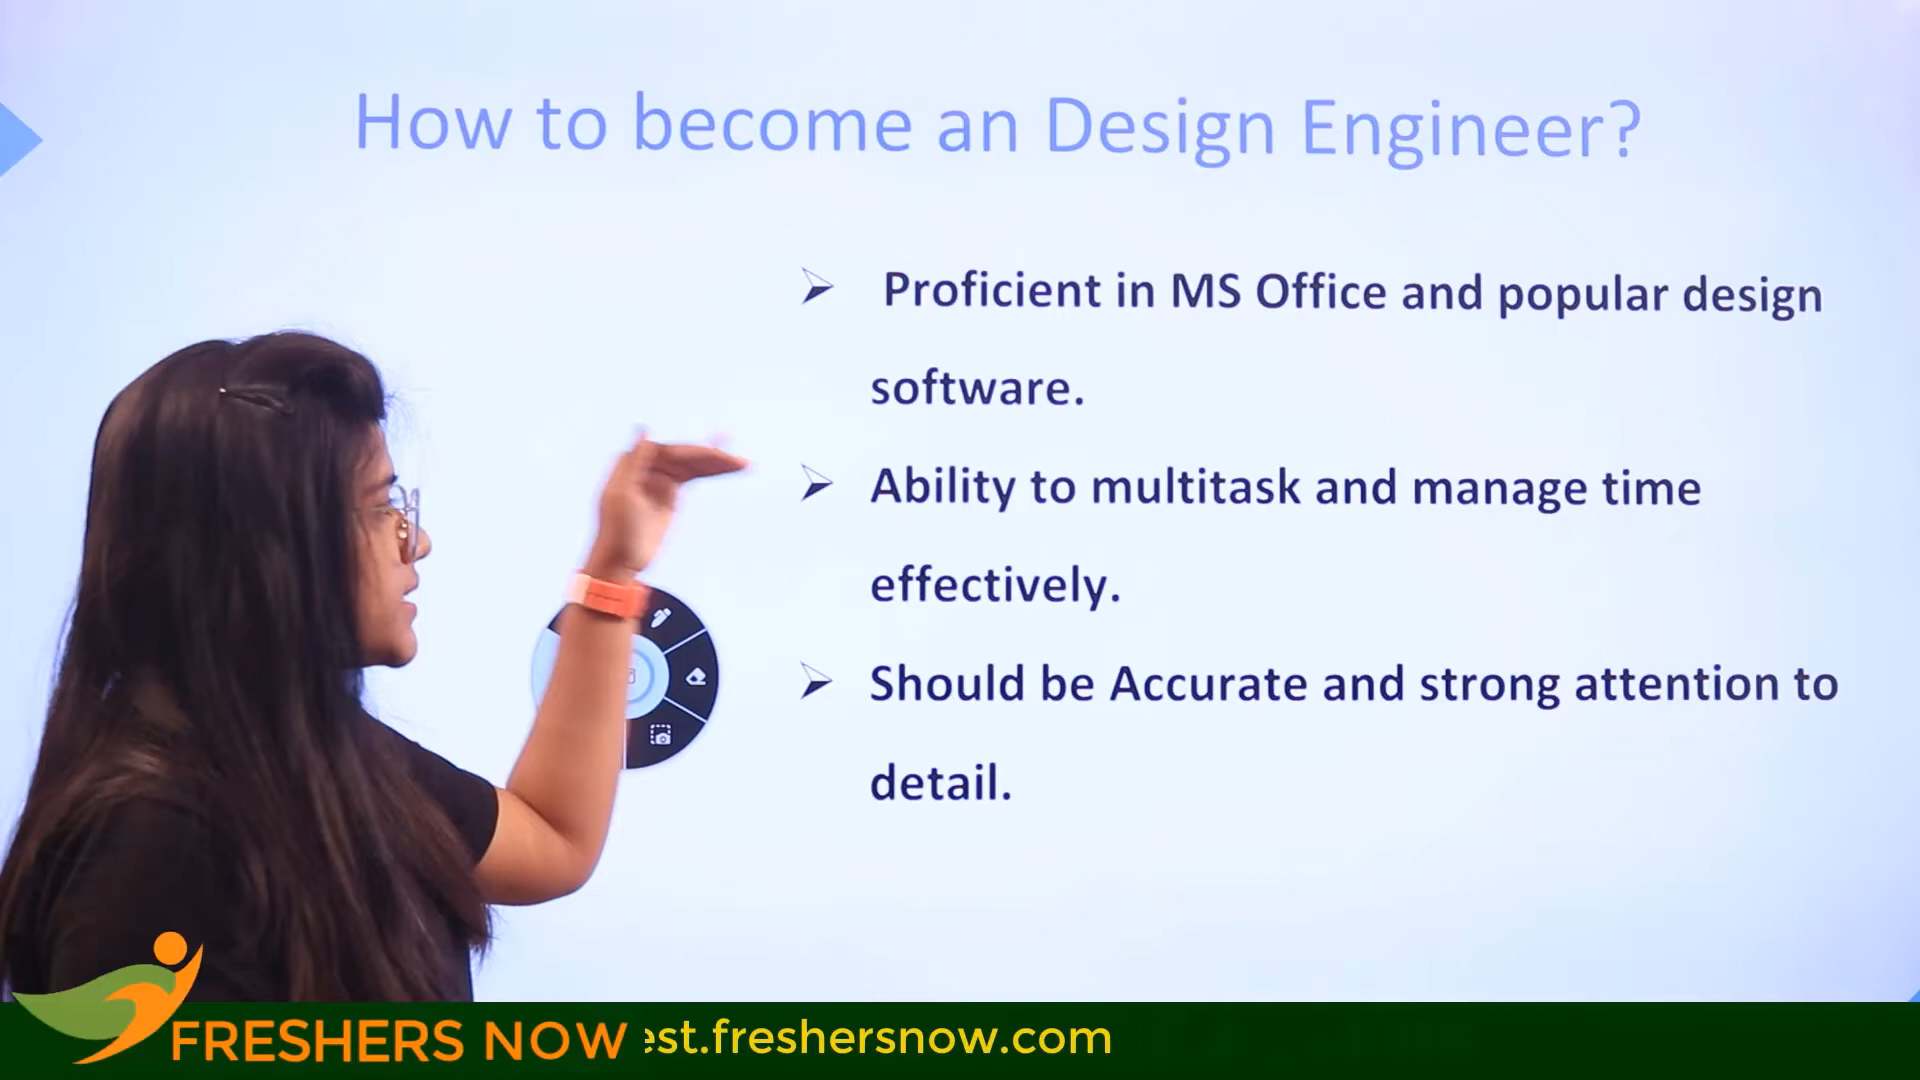 How to become an Design Engineer?
Proficient in MS Office and popular design
software.
Ability to multitask and manage time
effectively.
Should be Accurate and strong attention to
detail.
FRESHERS NOW
est.freshersnow.com